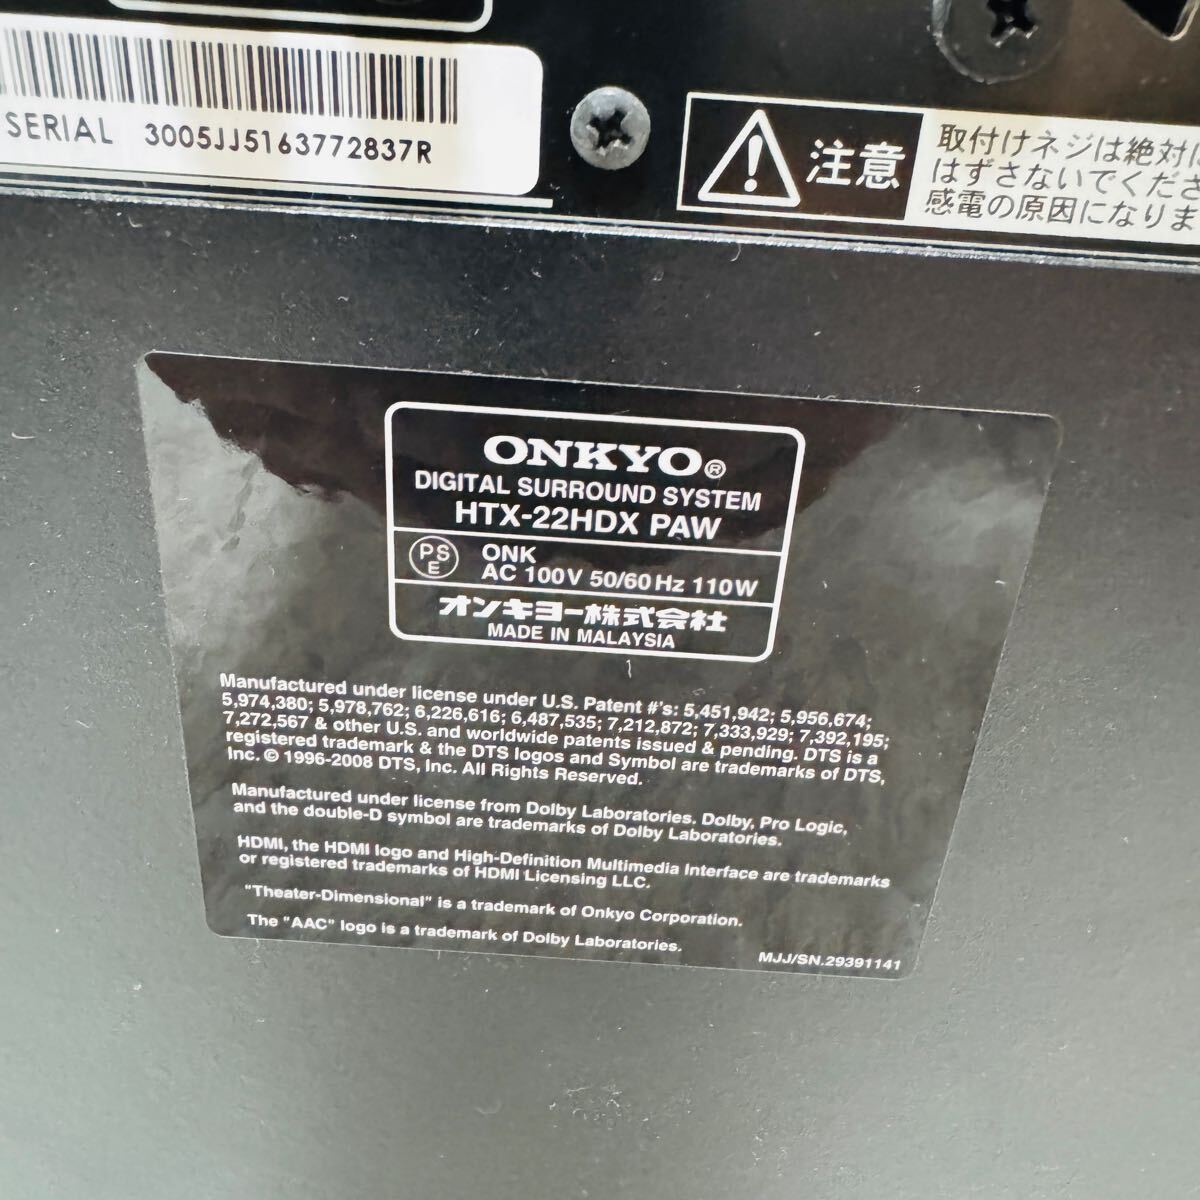 SERIAL 3005JJ5163772837R
注意
取付けネジは絶対に
はずさないでくださ
感電の原因になりま
ONKYO®
DIGITAL SURROUND SYSTEM
HTX-22HDX PAW
PSE
ONK
AC 100V 50/60Hz 110W
オンキヨー株式会社
MADE IN MALAYSIA
Manufactured under license under U.S. Patent #'s: 5,451,942; 5,956,674;
5,974,380; 5,978,762; 6,226,616; 6,487,535; 7,212,872; 7,333,929; 7,392,195;
7,272,567 & other U.S. and worldwide patents issued & pending. DTS is a
registered trademark & the DTS logos and Symbol are trademarks of DTS,
Inc. © 1996-2008 DTS, Inc. All Rights Reserved.
Manufactured under license from Dolby Laboratories. Dolby, Pro Logic,
and the double-D symbol are trademarks of Dolby Laboratories.
HDMI, the HDMI logo and High-Definition Multimedia Interface are trademarks
or registered trademarks of HDMI Licensing LLC.
"Theater-Dimensional" is a trademark of Onkyo Corporation.
The "AAC" logo is a trademark of Dolby Laboratories.
MJJ/SN.29391141